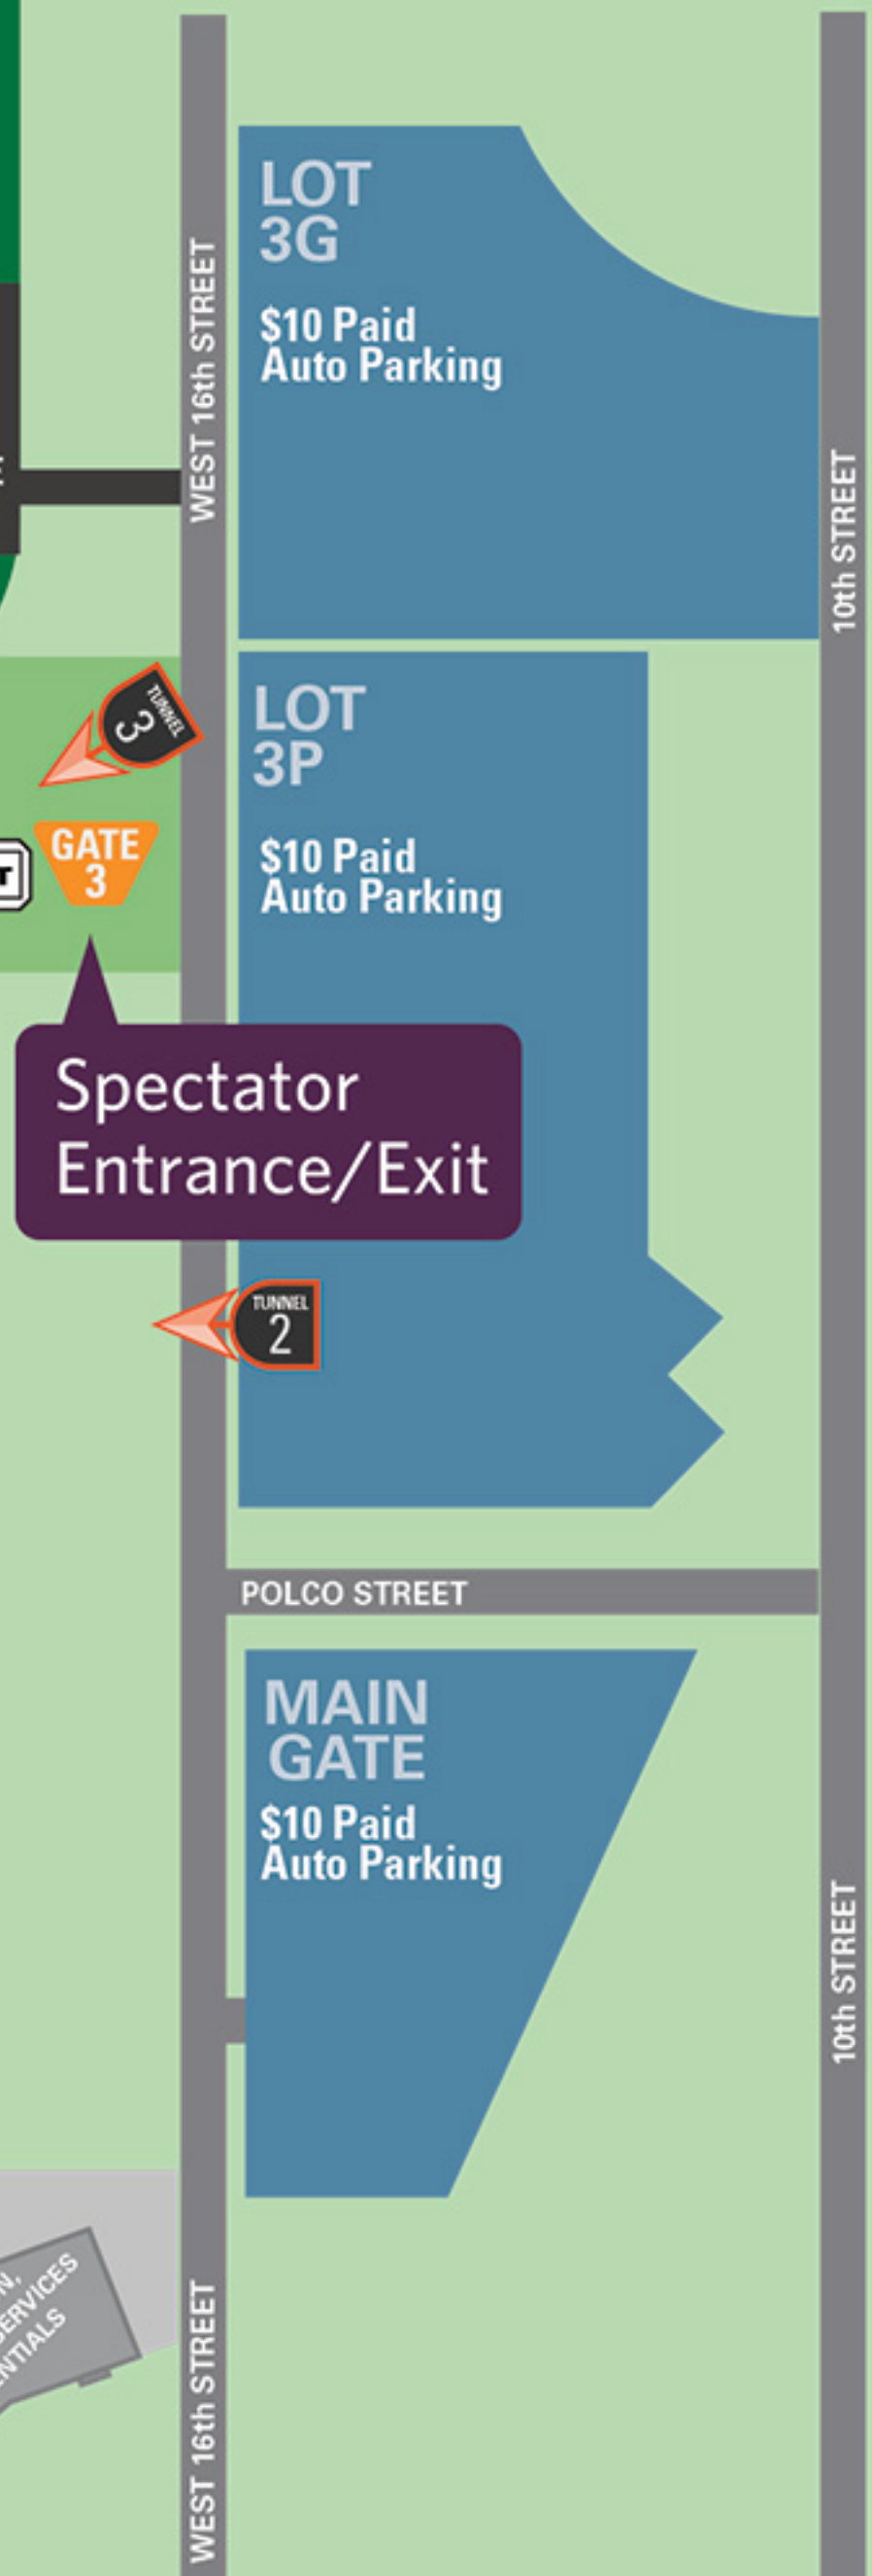 LOT
3G
$10 Paid
Auto Parking
WEST 16th STREET
10th STREET
TUNNEL
3
LOT
3P
$10 Paid
Auto Parking
GATE
3
Spectator
Entrance/Exit
TUNNEL
2
POLCO STREET
MAIN
GATE
$10 Paid
Auto Parking
10th STREET
WEST 16th STREET